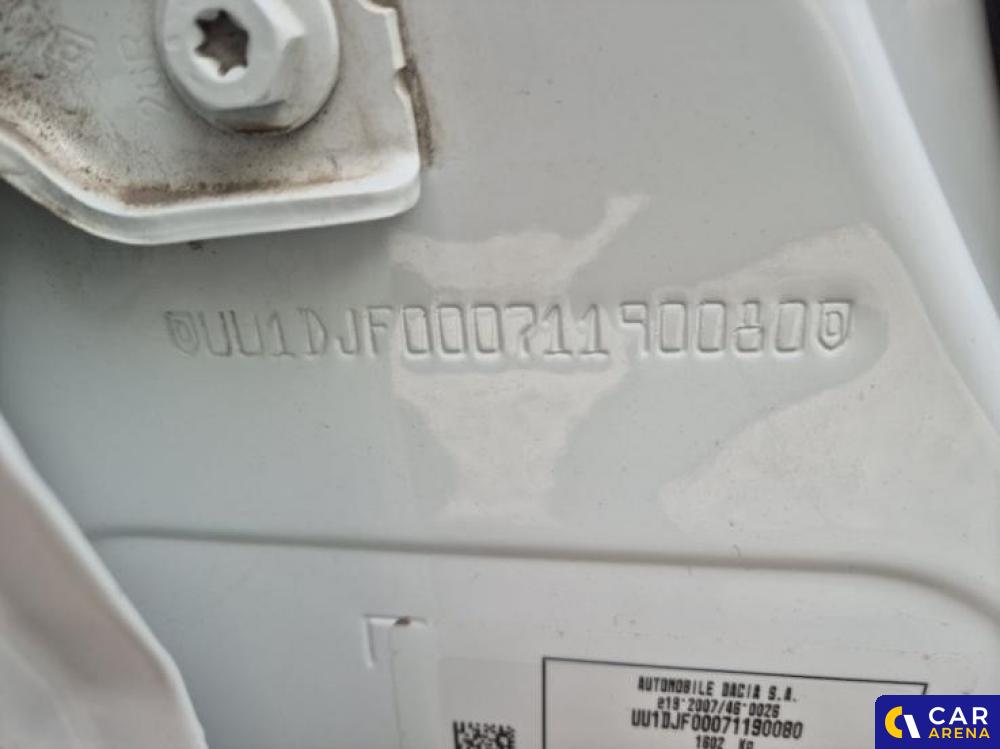 UU1DJF00071190080
AUTOMOBILE DACIA S.A.
e19*2007/46*0026
UU1DJF00071190080
1602 Kg
CAR
ARENA